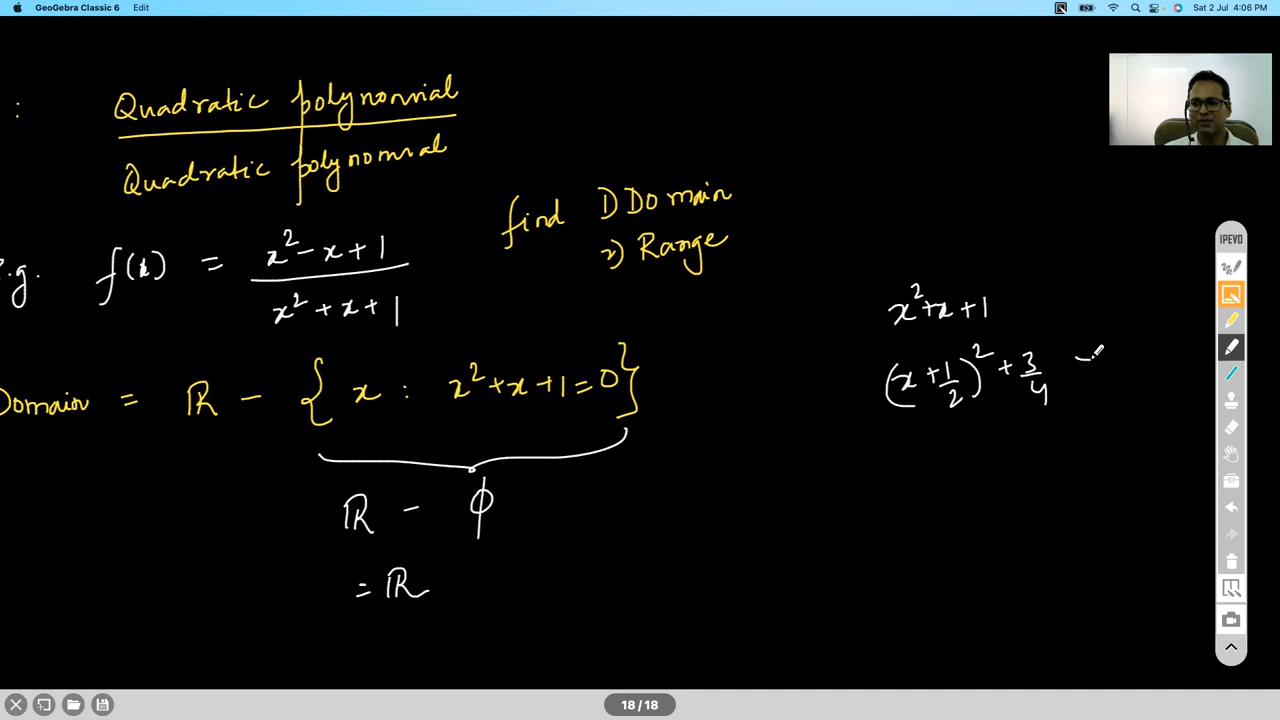 GeoGebra Classic 6 Edit
Sat 2 Jul 4:06 PM
: Quadratic polynomial
Quadratic polynomial
find 1) Domain
2) Range
.g. f(x) = x² - x + 1
x² + x + 1
Domain = ℝ - { x : x² + x + 1 = 0 }
ℝ - ϕ
= ℝ
x² + x + 1
(x + 1/2)² + 3/4
IPEVO
18 / 18